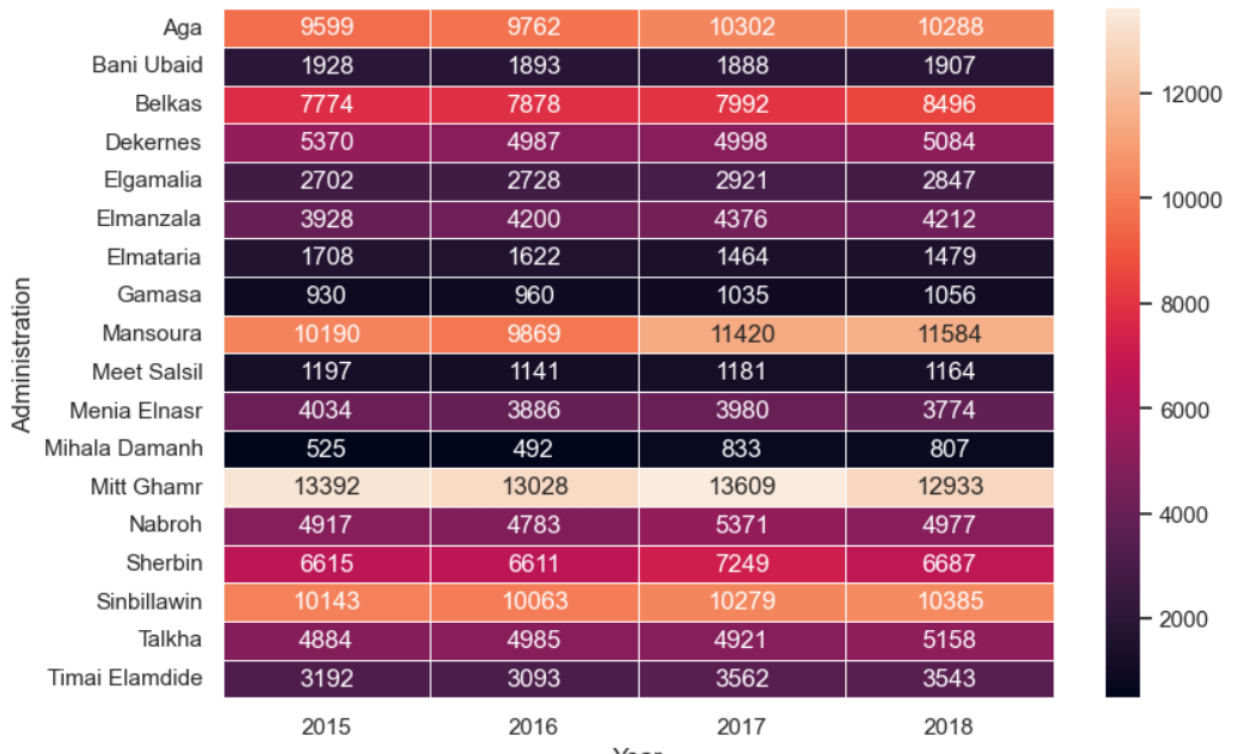 Aga 9599 9762 10302 10288
Bani Ubaid 1928 1893 1888 1907
Belkas 7774 7878 7992 8496
Dekernes 5370 4987 4998 5084
Elgamalia 2702 2728 2921 2847
Elmanzala 3928 4200 4376 4212
Elmataria 1708 1622 1464 1479
Gamasa 930 960 1035 1056
Mansoura 10190 9869 11420 11584
Meet Salsil 1197 1141 1181 1164
Menia Elnasr 4034 3886 3980 3774
Mihala Damanh 525 492 833 807
Mitt Ghamr 13392 13028 13609 12933
Nabroh 4917 4783 5371 4977
Sherbin 6615 6611 7249 6687
Sinbillawin 10143 10063 10279 10385
Talkha 4884 4985 4921 5158
Timai Elamdide 3192 3093 3562 3543
2015 2016 2017 2018
Year
Administration
12000
10000
8000
6000
4000
2000